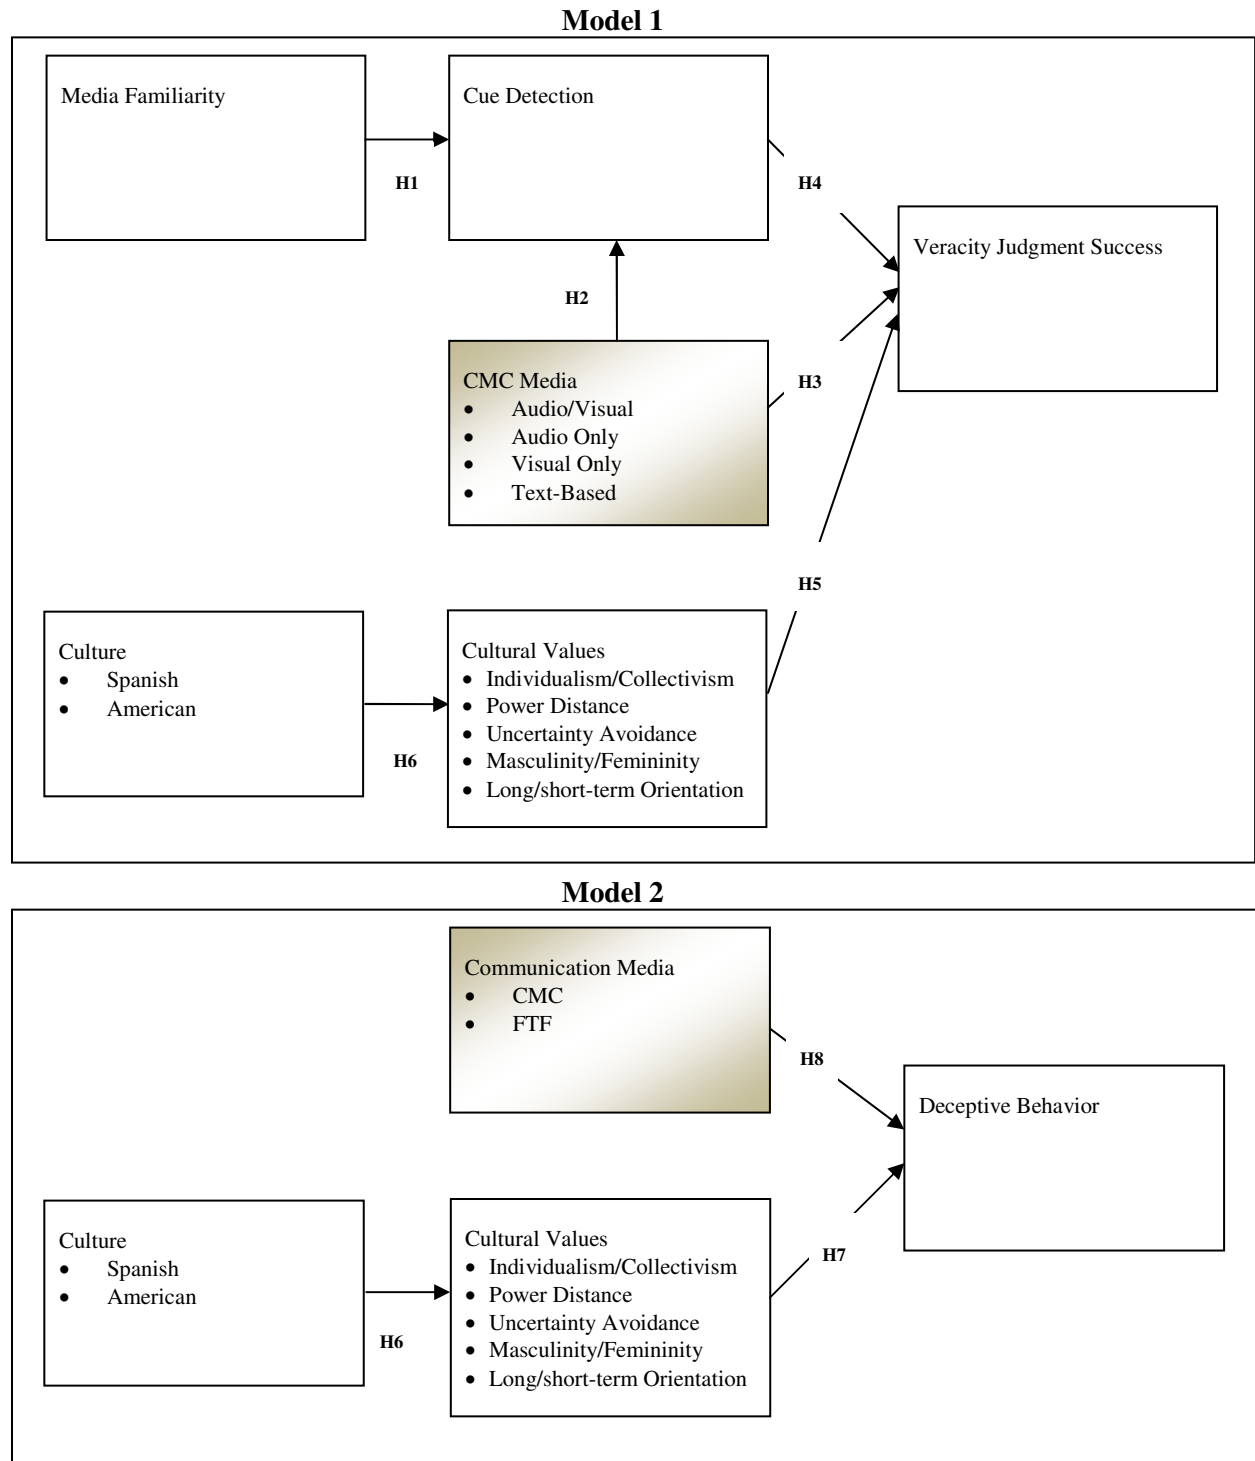 Model 1
Media Familiarity
Cue Detection
H1
H4
Veracity Judgment Success
H2
CMC Media
• Audio/Visual
• Audio Only
• Visual Only
• Text-Based
H3
H5
Culture
• Spanish
• American
H6
Cultural Values
• Individualism/Collectivism
• Power Distance
• Uncertainty Avoidance
• Masculinity/Femininity
• Long/short-term Orientation
Model 2
Communication Media
• CMC
• FTF
H8
Deceptive Behavior
Culture
• Spanish
• American
H6
Cultural Values
• Individualism/Collectivism
• Power Distance
• Uncertainty Avoidance
• Masculinity/Femininity
• Long/short-term Orientation
H7